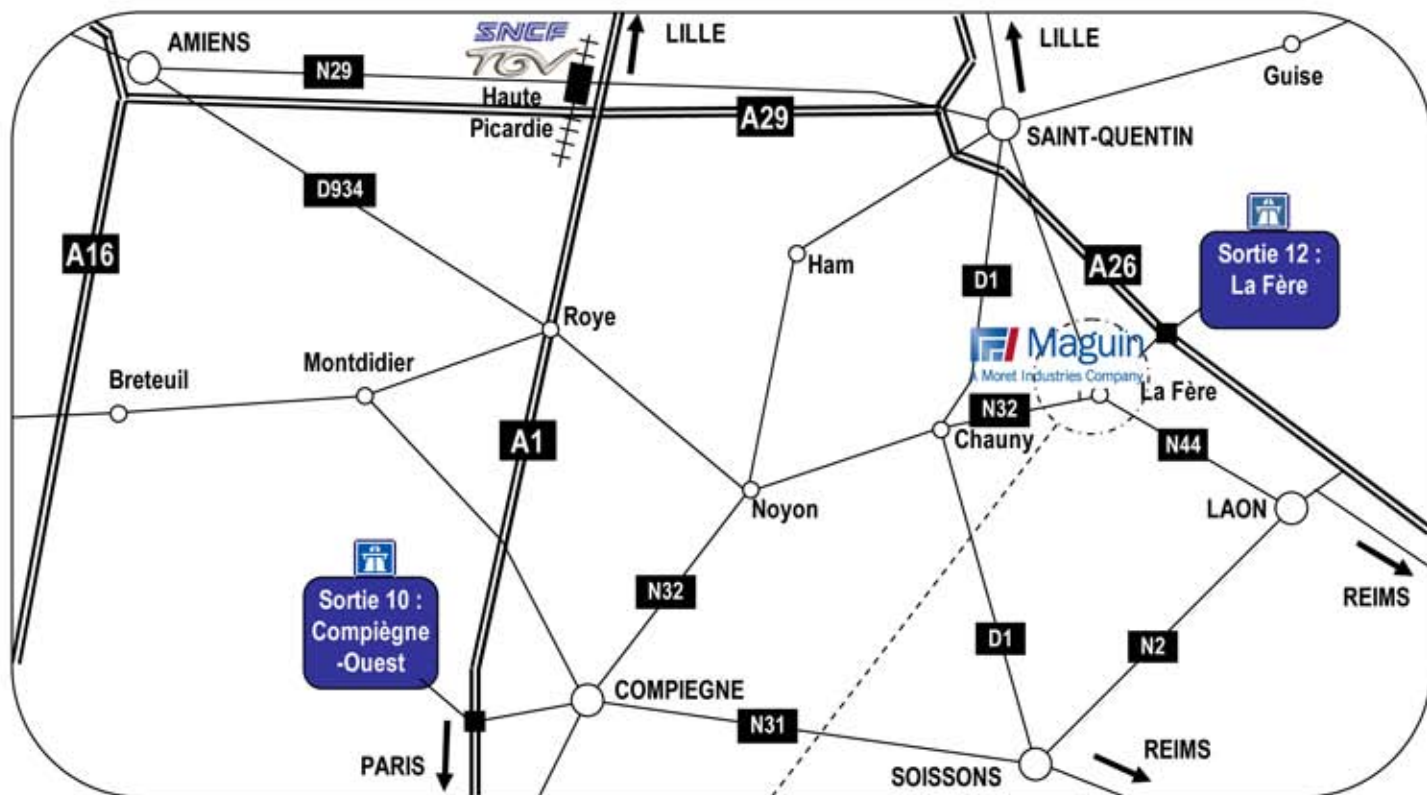 AMIENS
SNCF
TGV
LILLE
LILLE
Guise
N29
Haute
Picardie
A29
SAINT-QUENTIN
D934
A16
Ham
D1
A26
Sortie 12 :
La Fère
Roye
Maguin
A Moret Industries Company
Montdidier
Breteuil
La Fère
N32
Chauny
A1
N44
Noyon
LAON
Sortie 10 :
Compiègne
-Ouest
N32
REIMS
D1
N2
COMPIEGNE
N31
PARIS
SOISSONS
REIMS